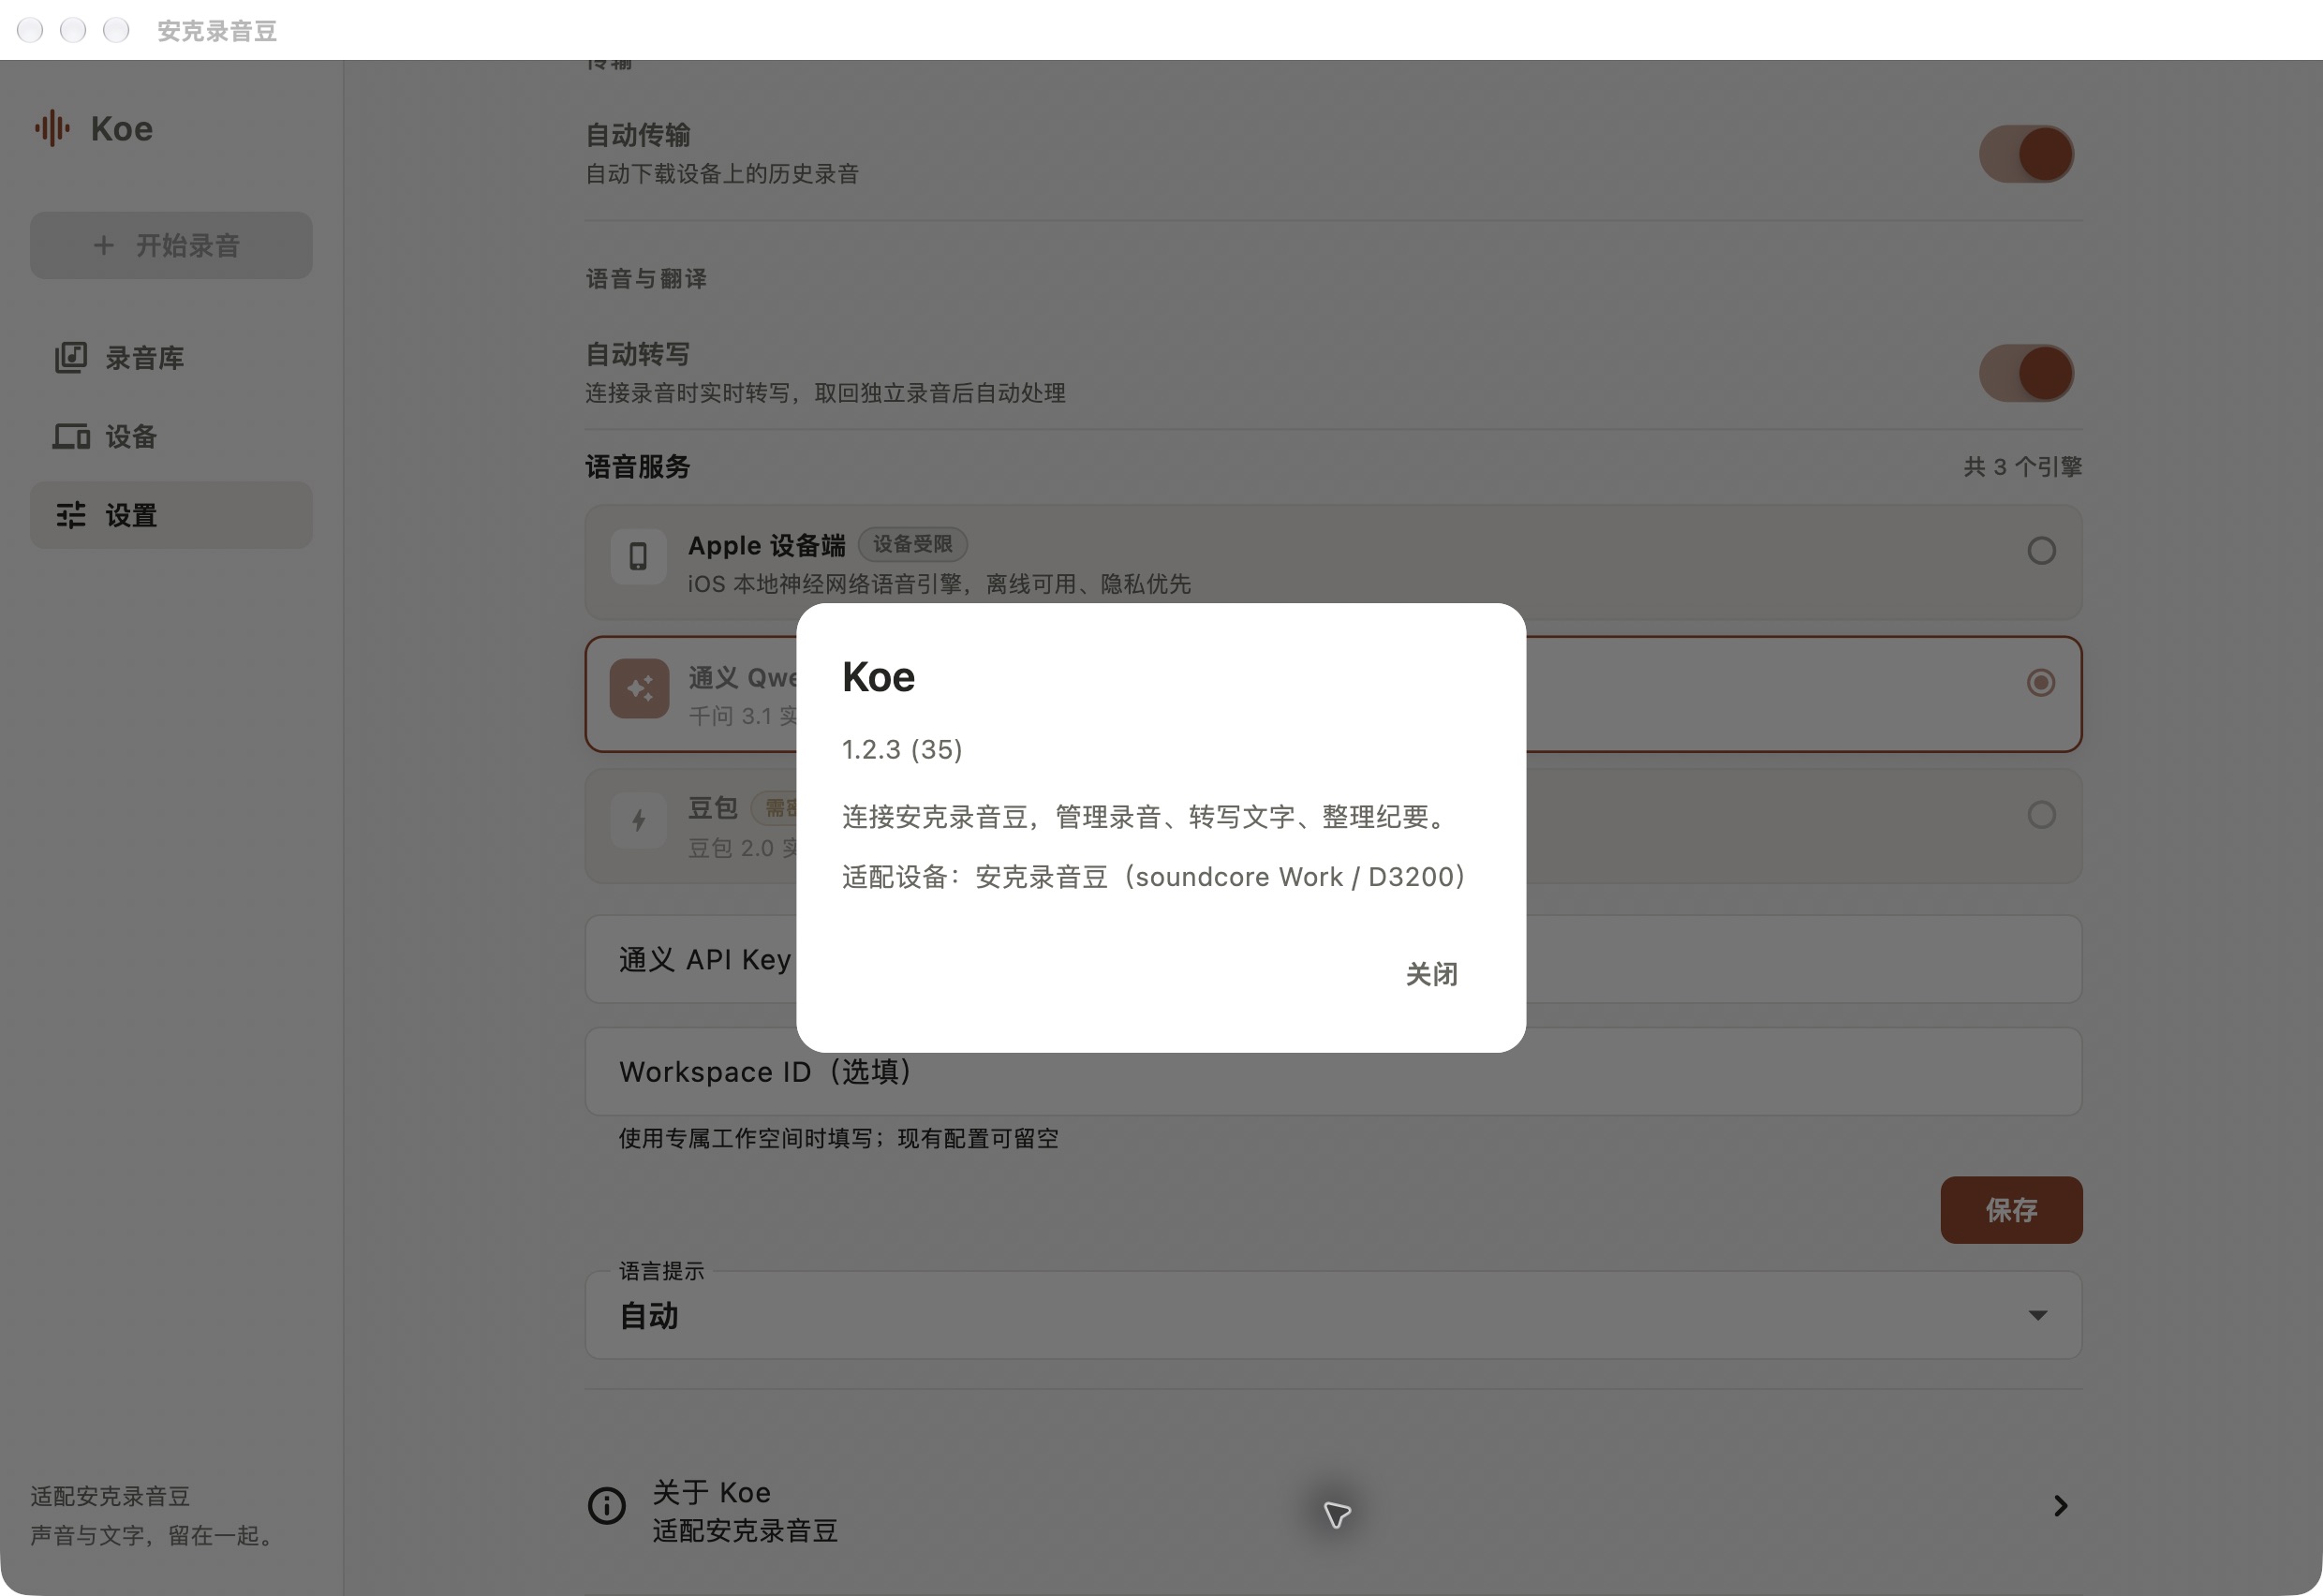 安克录音豆
Koe
+ 开始录音
录音库
设备
设置
适配安克录音豆
声音与文字，留在一起。
传输
自动传输
自动下载设备上的历史录音
语音与翻译
自动转写
连接录音时实时转写，取回独立录音后自动处理
语音服务
共 3 个引擎
Apple 设备端 设备受限
iOS 本地神经网络语音引擎，离线可用、隐私优先
通义
千问 3.1
豆包
豆包 2.0
通义 API Key
Workspace ID（选填）
使用专属工作空间时填写；现有配置可留空
保存
语言提示
自动
关于 Koe
适配安克录音豆
Koe
1.2.3 (35)
连接安克录音豆，管理录音、转写文字、整理纪要。
适配设备：安克录音豆（soundcore Work / D3200）
关闭